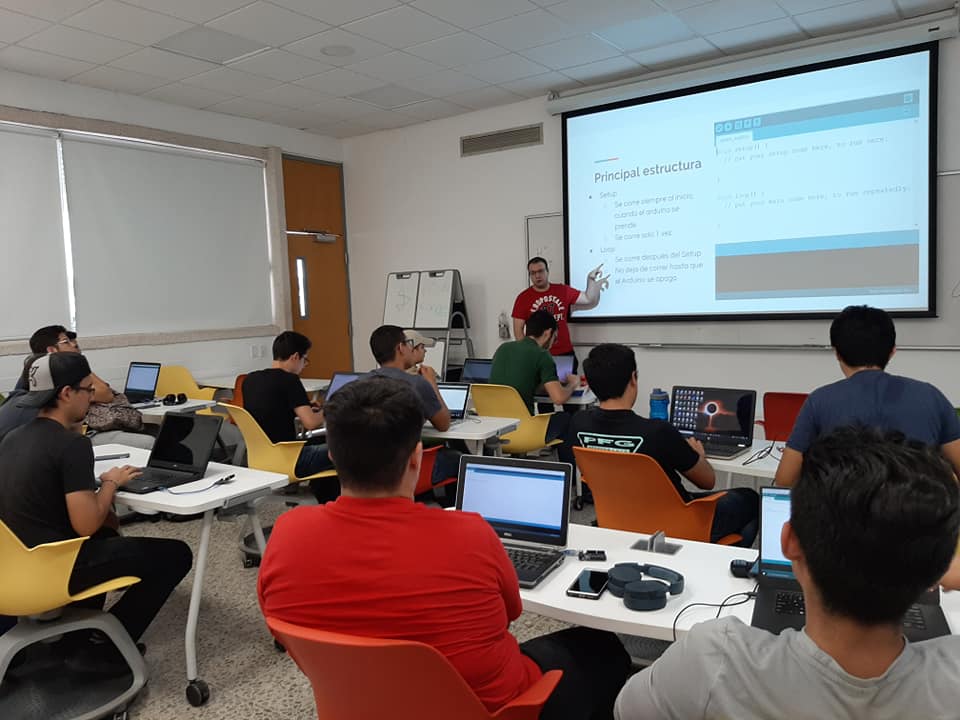 Principal estructura
Setup
Se corre siempre al inicio,
cuando el arduino se
prende
Se corre solo 1 vez
Loop
Se corre despues del Setup
No deja de correr hasta que
el Arduino se apaga.
void setup() {
// put your setup code here, to run once:
}
void loop() {
// put your main code here, to run repeatedly:
}
AEROPOSTALE
PFG